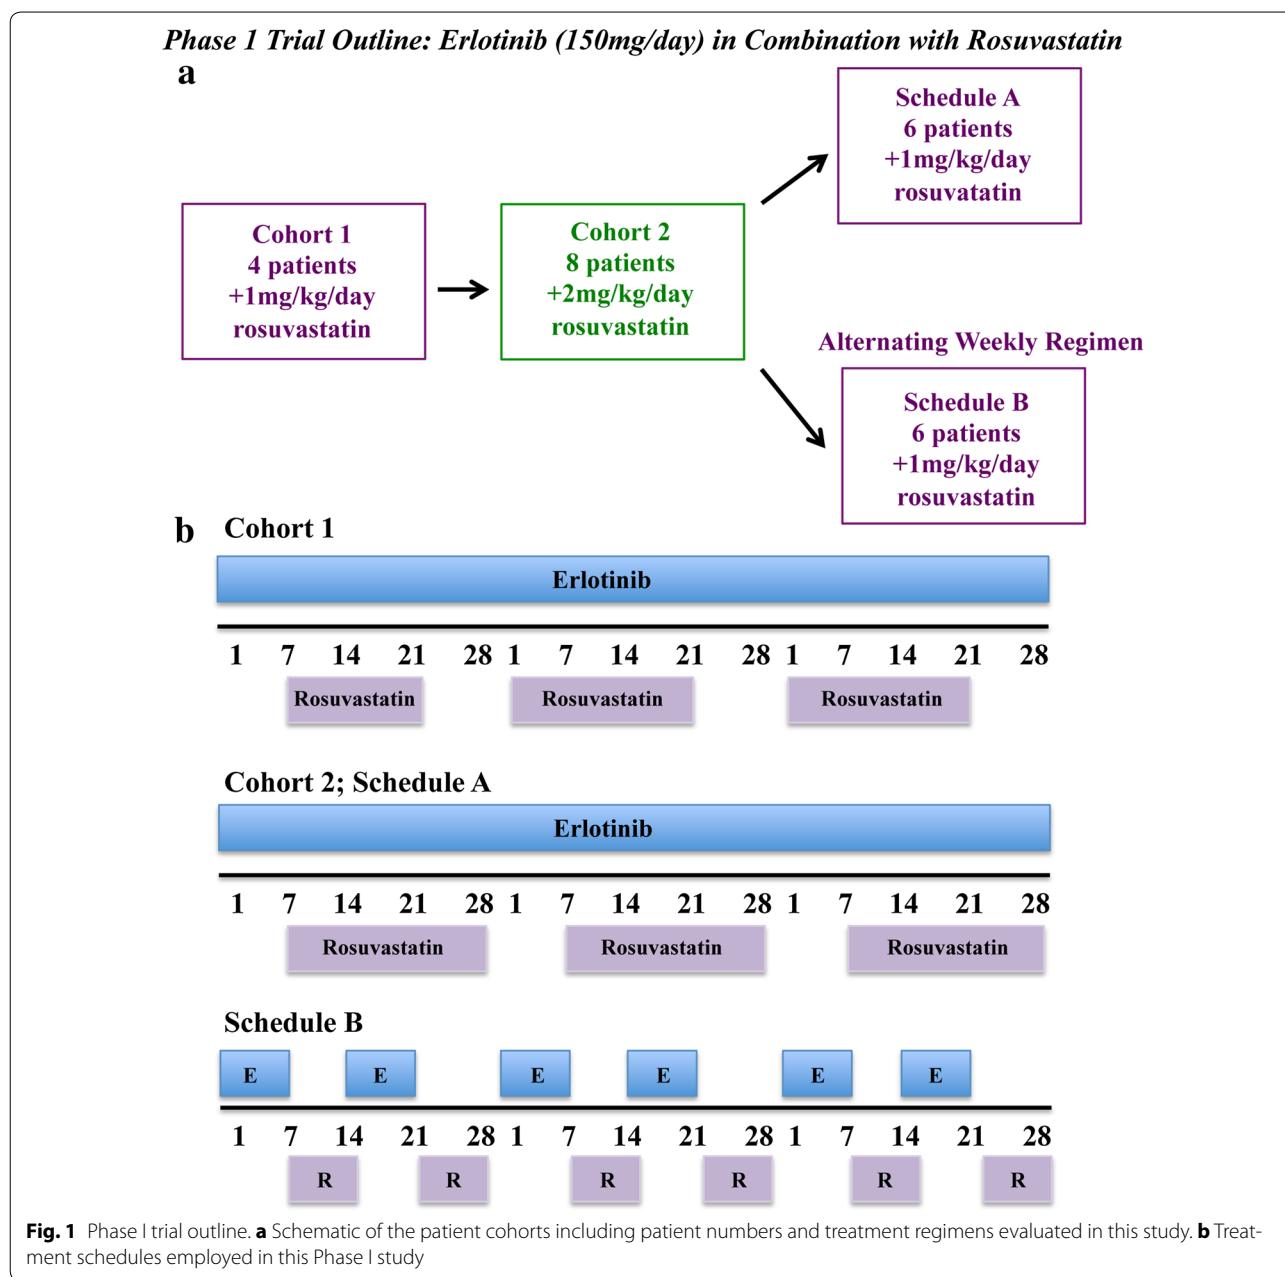 Phase 1 Trial Outline: Erlotinib (150mg/day) in Combination with Rosuvastatin
a
Cohort 1
4 patients
+1mg/kg/day
rosuvastatin
Cohort 2
8 patients
+2mg/kg/day
rosuvastatin
Schedule A
6 patients
+1mg/kg/day
rosuvatatin
Alternating Weekly Regimen
Schedule B
6 patients
+1mg/kg/day
rosuvastatin
b Cohort 1
Erlotinib
1 7 14 21 28 1 7 14 21 28 1 7 14 21 28
Rosuvastatin Rosuvastatin Rosuvastatin
Cohort 2; Schedule A
Erlotinib
1 7 14 21 28 1 7 14 21 28 1 7 14 21 28
Rosuvastatin Rosuvastatin Rosuvastatin
Schedule B
E E E E E E
1 7 14 21 28 1 7 14 21 28 1 7 14 21 28
R R R R R R
Fig. 1 Phase I trial outline. a Schematic of the patient cohorts including patient numbers and treatment regimens evaluated in this study. b Treat-
ment schedules employed in this Phase I study